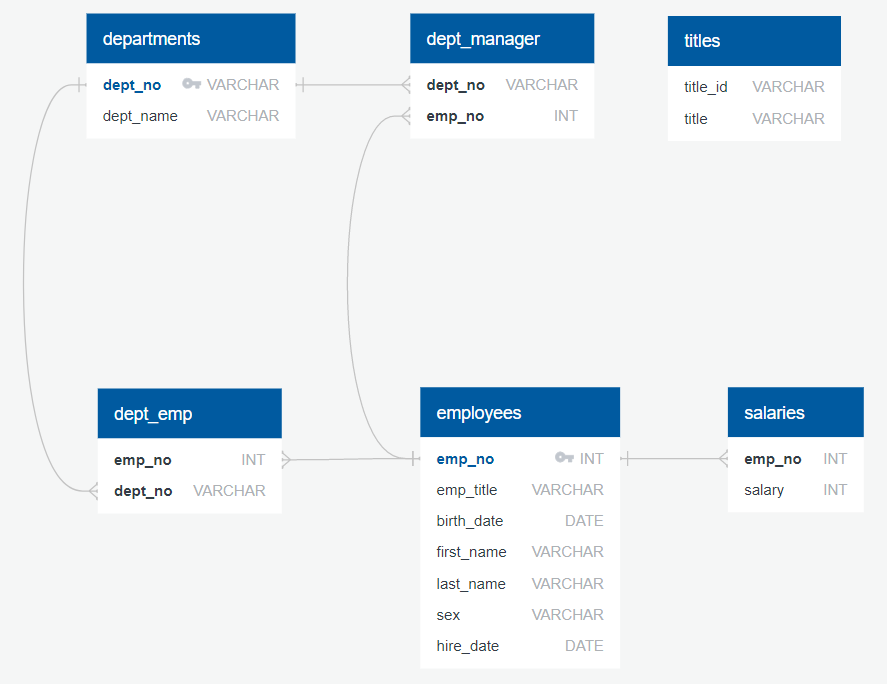 departments
dept_no VARCHAR
dept_name VARCHAR
dept_manager
dept_no VARCHAR
emp_no INT
titles
title_id VARCHAR
title VARCHAR
dept_emp
emp_no INT
dept_no VARCHAR
employees
emp_no INT
emp_title VARCHAR
birth_date DATE
first_name VARCHAR
last_name VARCHAR
sex VARCHAR
hire_date DATE
salaries
emp_no INT
salary INT